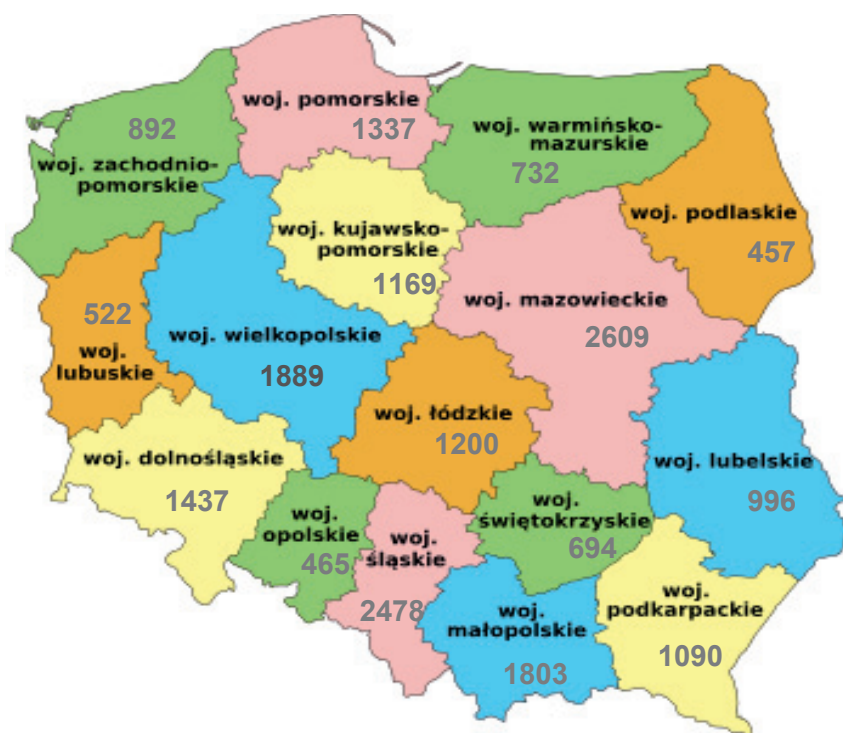 woj. pomorskie
1337
892
woj. zachodnio-
pomorskie
woj. warmińsko-
mazurskie
732
woj. podlaskie
457
woj. kujawsko-
pomorskie
1169
woj. mazowieckie
2609
522
woj.
lubuskie
woj. wielkopolskie
1889
woj. łódzkie
1200
woj. dolnośląskie
1437
woj. lubelskie
996
woj.
opolskie
465
woj.
śląskie
2478
woj.
świętokrzyskie
694
woj.
małopolskie
1803
woj.
podkarpackie
1090